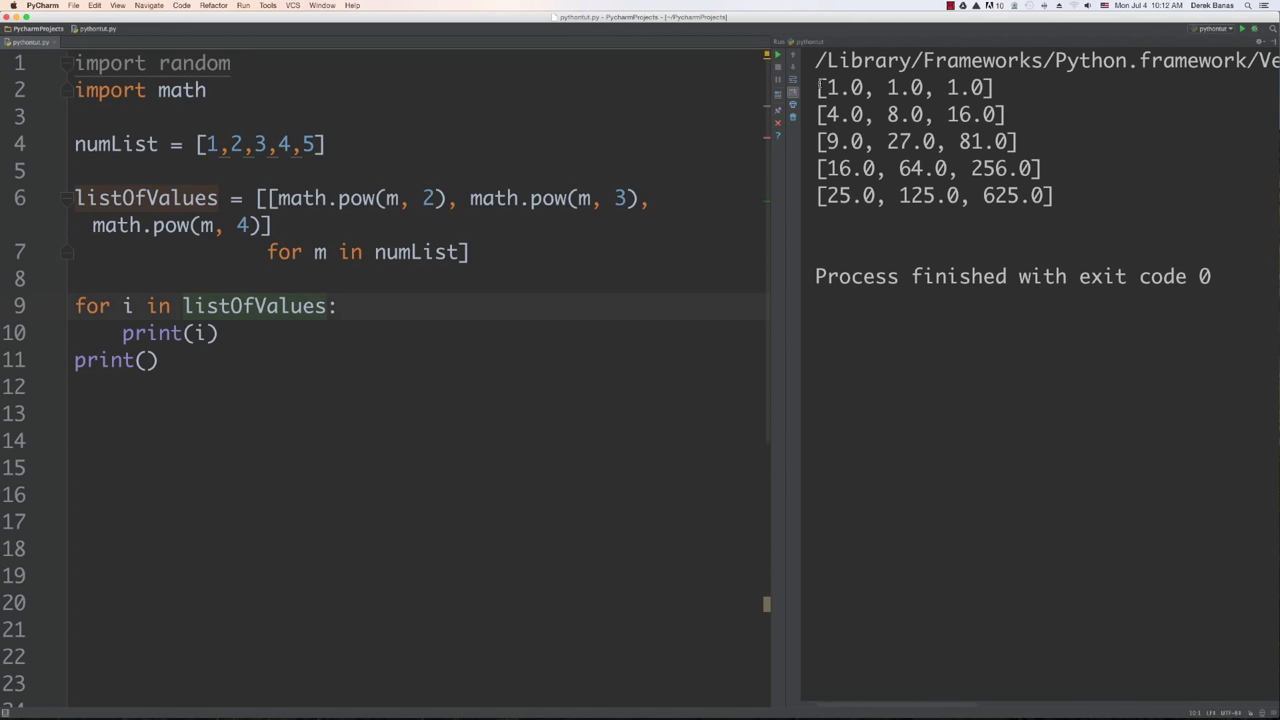 PyCharm File Edit View Navigate Code Refactor Run Tools VCS Window Help
10 Mon Jul 4 10:12 AM Derek Banas
pythontut.py - PycharmProjects - [~/PycharmProjects]
PycharmProjects pythontut.py
pythontut
pythontut.py
Run pythontut
1 import random
2 import math
4 numList = [1,2,3,4,5]
5
6 listOfValues = [[math.pow(m, 2), math.pow(m, 3),
math.pow(m, 4)]
7 for m in numList]
8
9 for i in listOfValues:
10 print(i)
11 print()
12
13
14
15
16
17
18
19
20
21
22
23
/Library/Frameworks/Python.framework/Ve
[1.0, 1.0, 1.0]
[4.0, 8.0, 16.0]
[9.0, 27.0, 81.0]
[16.0, 64.0, 256.0]
[25.0, 125.0, 625.0]
Process finished with exit code 0
10:1 LF÷ UTF-8÷